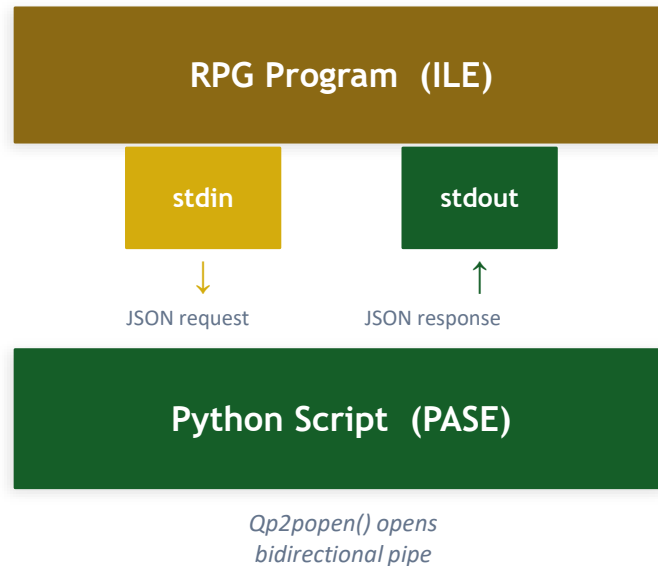 RPG Program (ILE)
stdin
stdout
↓
↑
JSON request
JSON response
Python Script (PASE)
Qp2popen() opens
bidirectional pipe